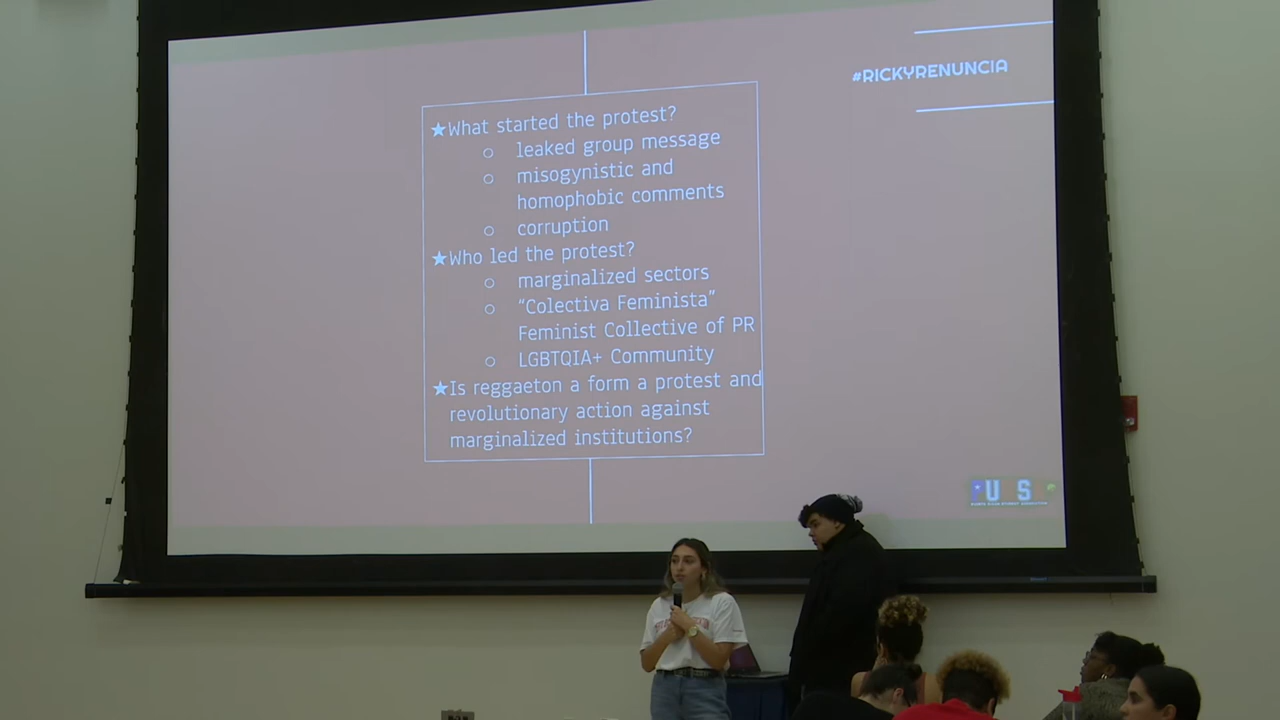 #RICKYRENUNCIA
★What started the protest?
○ leaked group message
○ misogynistic and
homophobic comments
○ corruption
★Who led the protest?
○ marginalized sectors
○ “Colectiva Feminista”
Feminist Collective of PR
○ LGBTQIA+ Community
★Is reggaeton a form a protest and
revolutionary action against
marginalized institutions?
U S